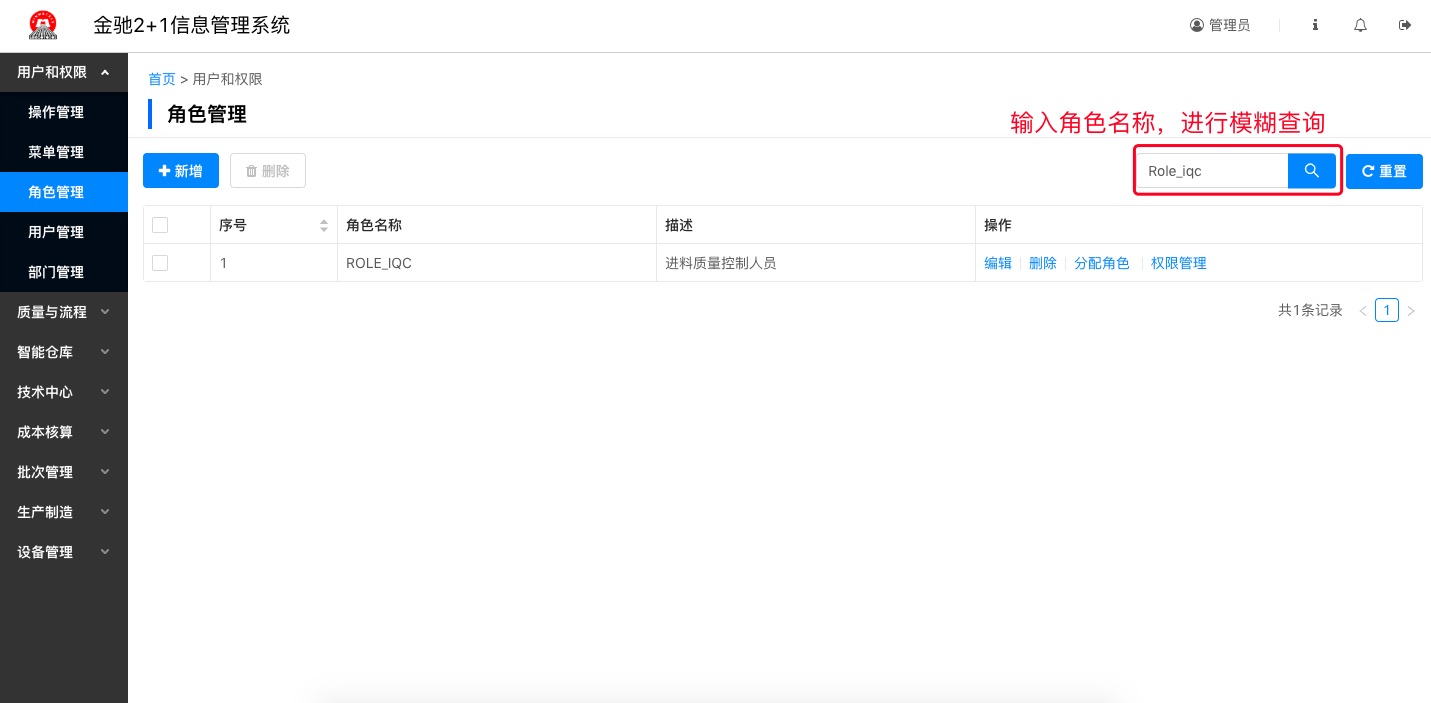 金驰2+1信息管理系统
管理员
用户和权限
操作管理
菜单管理
角色管理
用户管理
部门管理
质量与流程
智能仓库
技术中心
成本核算
批次管理
生产制造
设备管理
首页 > 用户和权限
角色管理
输入角色名称，进行模糊查询
新增 删除 Role_iqc 重置
序号 角色名称 描述 操作
1 ROLE_IQC 进料质量控制人员 编辑 删除 分配角色 权限管理
共1条记录 < 1 >